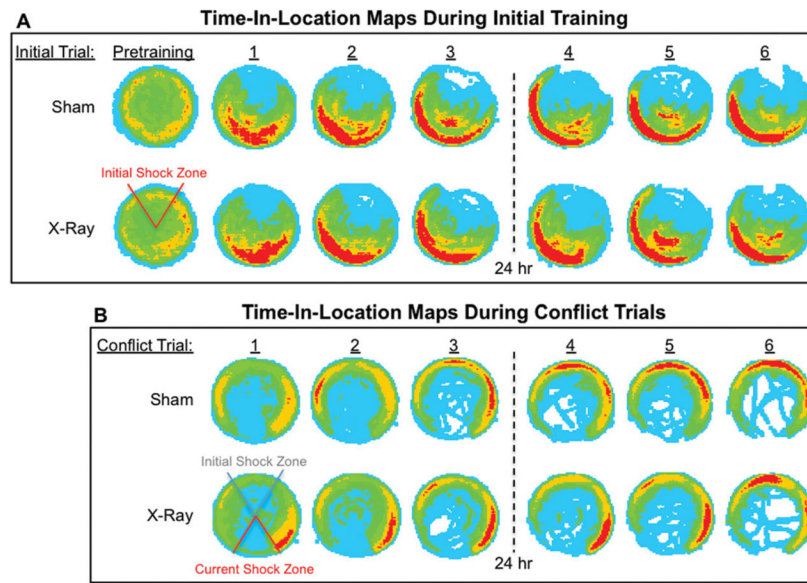 A
Time-In-Location Maps During Initial Training
Initial Trial: Pretraining 1 2 3 4 5 6
Sham
Initial Shock Zone
X-Ray
24 hr
B
Time-In-Location Maps During Conflict Trials
Conflict Trial: 1 2 3 4 5 6
Sham
Initial Shock Zone
X-Ray
Current Shock Zone
24 hr